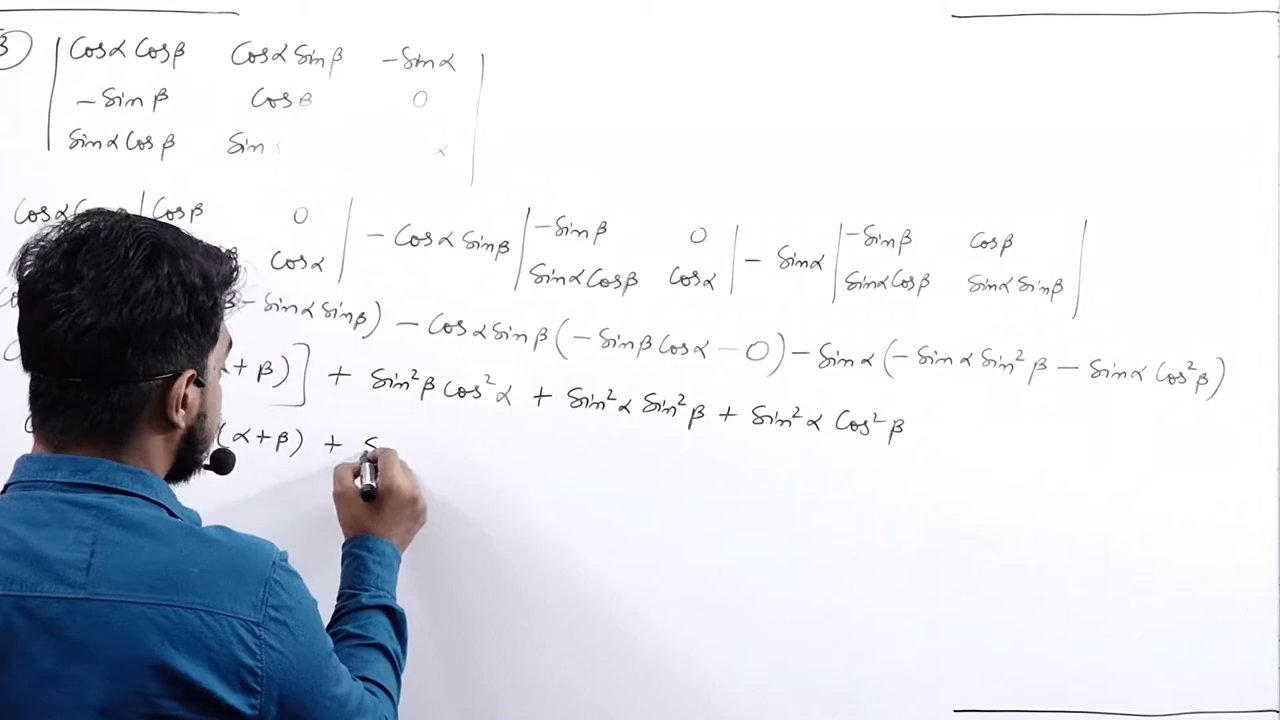 3) | Cosα Cosβ Cosα Sinβ -Sinα |
-Sinβ Cosβ 0
Sinα Cosβ Sin α
Cosα | Cosβ 0 | - Cosα Sinβ | -Sinβ 0 | - Sinα | -Sinβ Cosβ |
β Cosα Sinα Cosβ Cosα Sinα Cosβ Sinα Sinβ
β - Sinα Sinβ) - Cosα Sinβ (-Sinβ Cosα - 0) - Sinα (-Sinα Sin²β - Sinα Cos²β)
+ β)] + Sin²β Cos²α + Sin²α Sin²β + Sin²α Cos²β
(α+β) + S